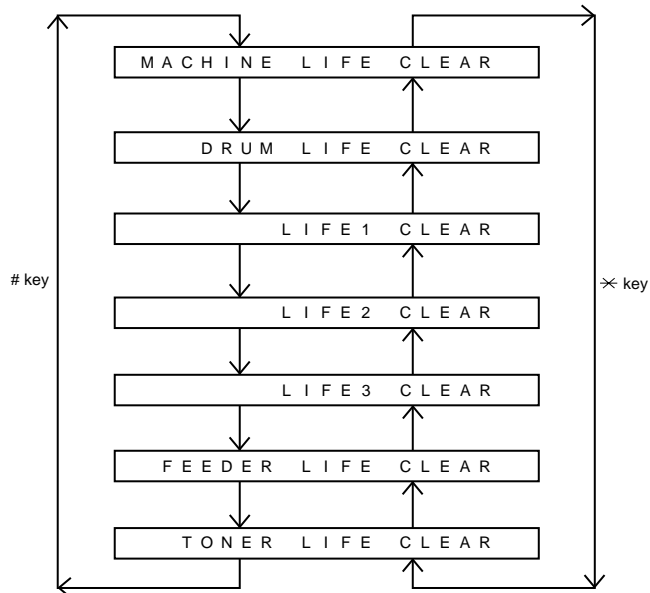 MACHINE LIFE CLEAR
DRUM LIFE CLEAR
LIFE1 CLEAR
# key
✳ key
LIFE2 CLEAR
LIFE3 CLEAR
FEEDER LIFE CLEAR
TONER LIFE CLEAR